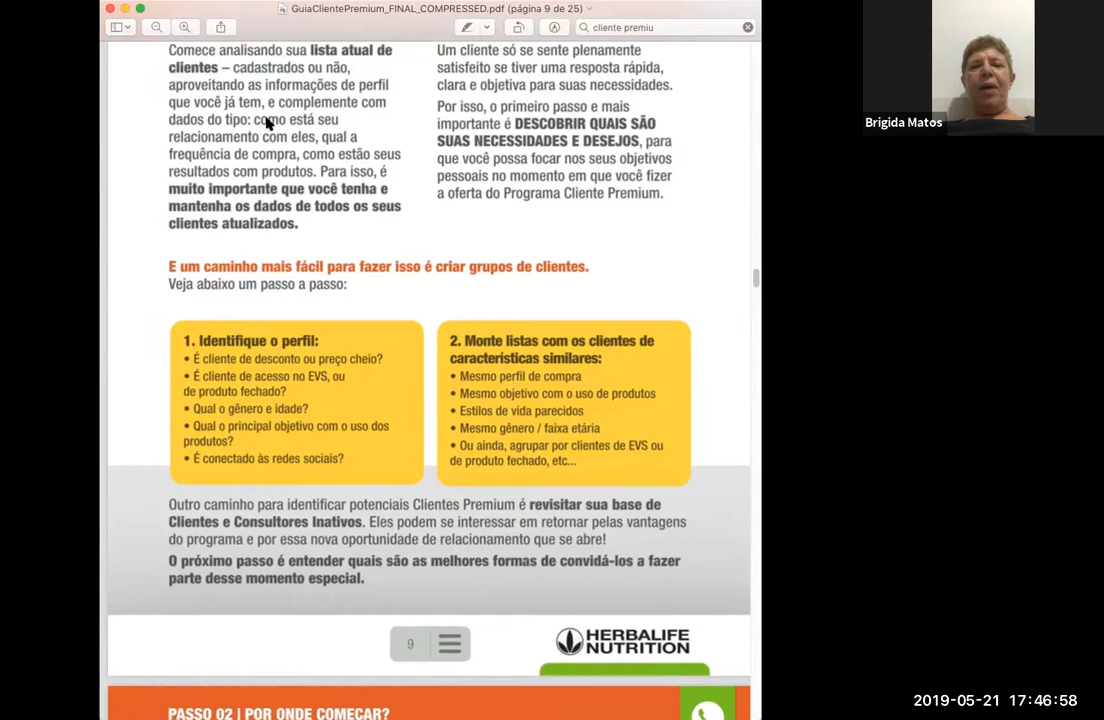 GuiaClientePremium_FINAL_COMPRESSED.pdf (página 9 de 25)
cliente premiu
Comece analisando sua lista atual de
clientes – cadastrados ou não,
aproveitando as informações de perfil
que você já tem, e complemente com
dados do tipo: como está seu
relacionamento com eles, qual a
frequência de compra, como estão seus
resultados com produtos. Para isso, é
muito importante que você tenha e
mantenha os dados de todos os seus
clientes atualizados.
Um cliente só se sente plenamente
satisfeito se tiver uma resposta rápida,
clara e objetiva para suas necessidades.
Por isso, o primeiro passo e mais
importante é DESCOBRIR QUAIS SÃO
SUAS NECESSIDADES E DESEJOS, para
que você possa focar nos seus objetivos
pessoais no momento em que você fizer
a oferta do Programa Cliente Premium.
E um caminho mais fácil para fazer isso é criar grupos de clientes.
Veja abaixo um passo a passo:
1. Identifique o perfil:
• É cliente de desconto ou preço cheio?
• É cliente de acesso no EVS, ou
de produto fechado?
• Qual o gênero e idade?
• Qual o principal objetivo com o uso dos
produtos?
• É conectado às redes sociais?
2. Monte listas com os clientes de
características similares:
• Mesmo perfil de compra
• Mesmo objetivo com o uso de produtos
• Estilos de vida parecidos
• Mesmo gênero / faixa etária
• Ou ainda, agrupar por clientes de EVS ou
de produto fechado, etc...
Outro caminho para identificar potenciais Clientes Premium é revisitar sua base de
Clientes e Consultores Inativos. Eles podem se interessar em retornar pelas vantagens
do programa e por essa nova oportunidade de relacionamento que se abre!
O próximo passo é entender quais são as melhores formas de convidá-los a fazer
parte desse momento especial.
9
HERBALIFE
NUTRITION
PASSO 02 | POR ONDE COMEÇAR?
Brigida Matos
2019-05-21 17:46:58